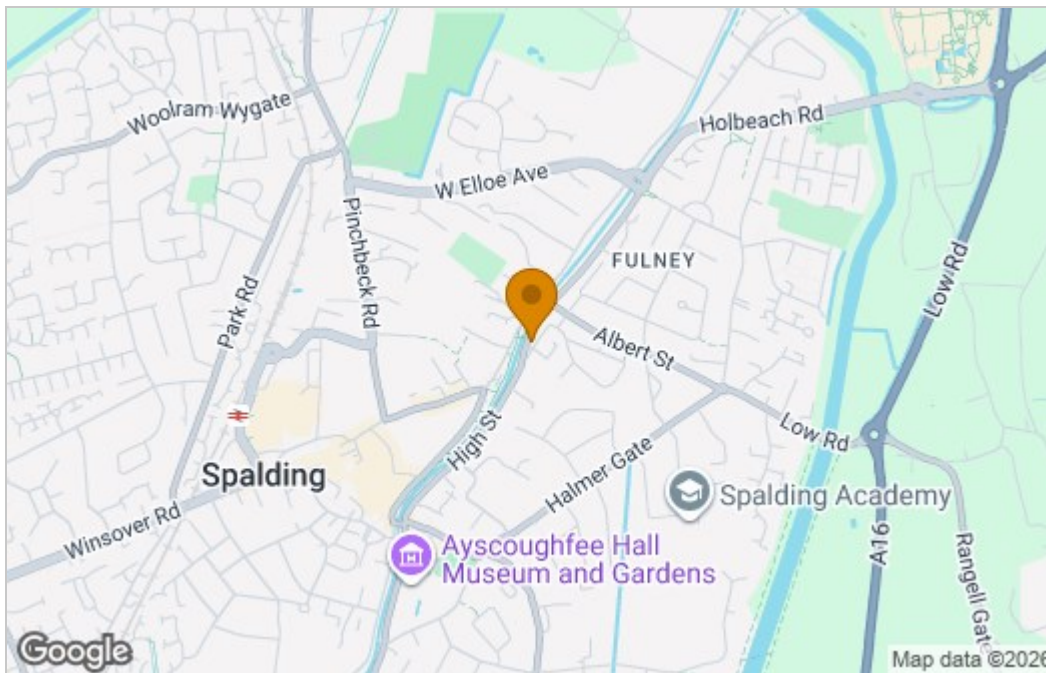 Woolram Wygate
Holbeach Rd
W Elloe Ave
Pinchbeck Rd
Park Rd
FULNEY
Low Rd
Albert St
High St
Low Rd
Halmer Gate
Spalding
Spalding Academy
Winsover Rd
Ayscoughfee Hall
Museum and Gardens
A16
Rangell Gate
Google
Map data ©2026